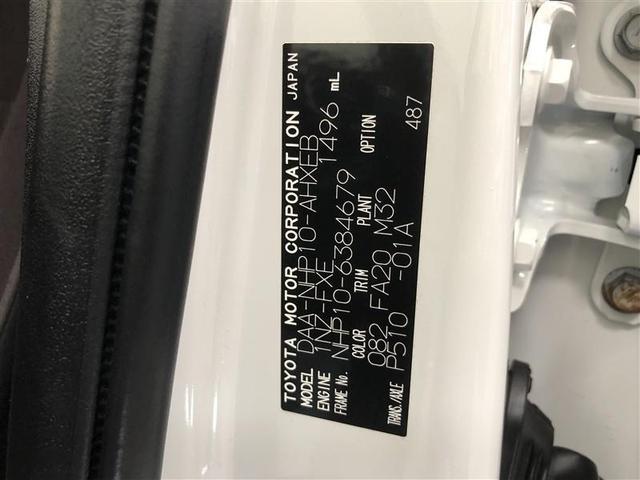 TOYOTA MOTOR CORPORATION JAPAN
MODEL DAA-NHP10-AHXEB
ENGINE 1NZ-FXE 1496 mL
FRAME No. NHP10-6384679
COLOR TRIM PLANT OPTION
082 FA20 M32 487
TRANS./AXLE P510 -01A